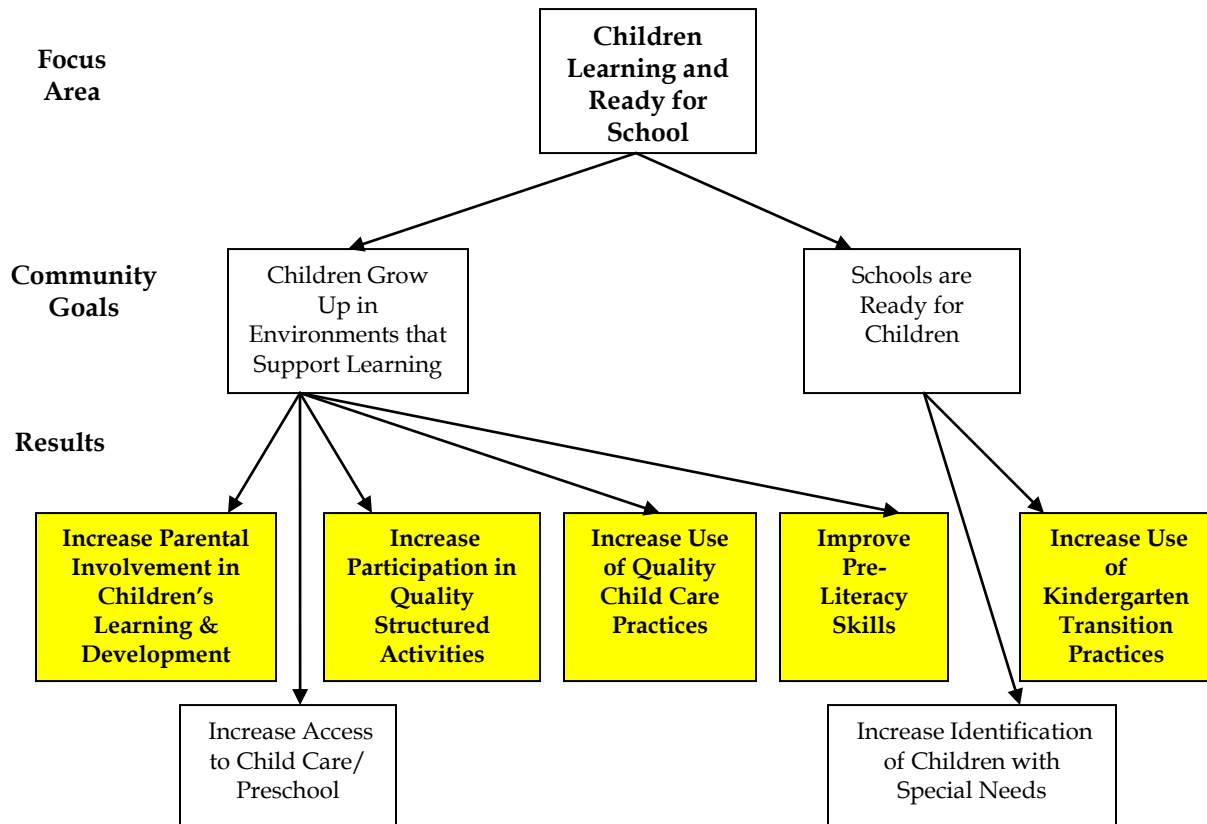 Focus
Area
Children
Learning and
Ready for
School
Community
Goals
Children Grow
Up in
Environments that
Support Learning
Schools are
Ready for
Children
Results
Increase Parental
Involvement in
Children’s
Learning &
Development
Increase
Participation in
Quality
Structured
Activities
Increase Use
of Quality
Child Care
Practices
Improve
Pre-
Literacy
Skills
Increase Use
of
Kindergarten
Transition
Practices
Increase Access
to Child Care/
Preschool
Increase Identification
of Children with
Special Needs